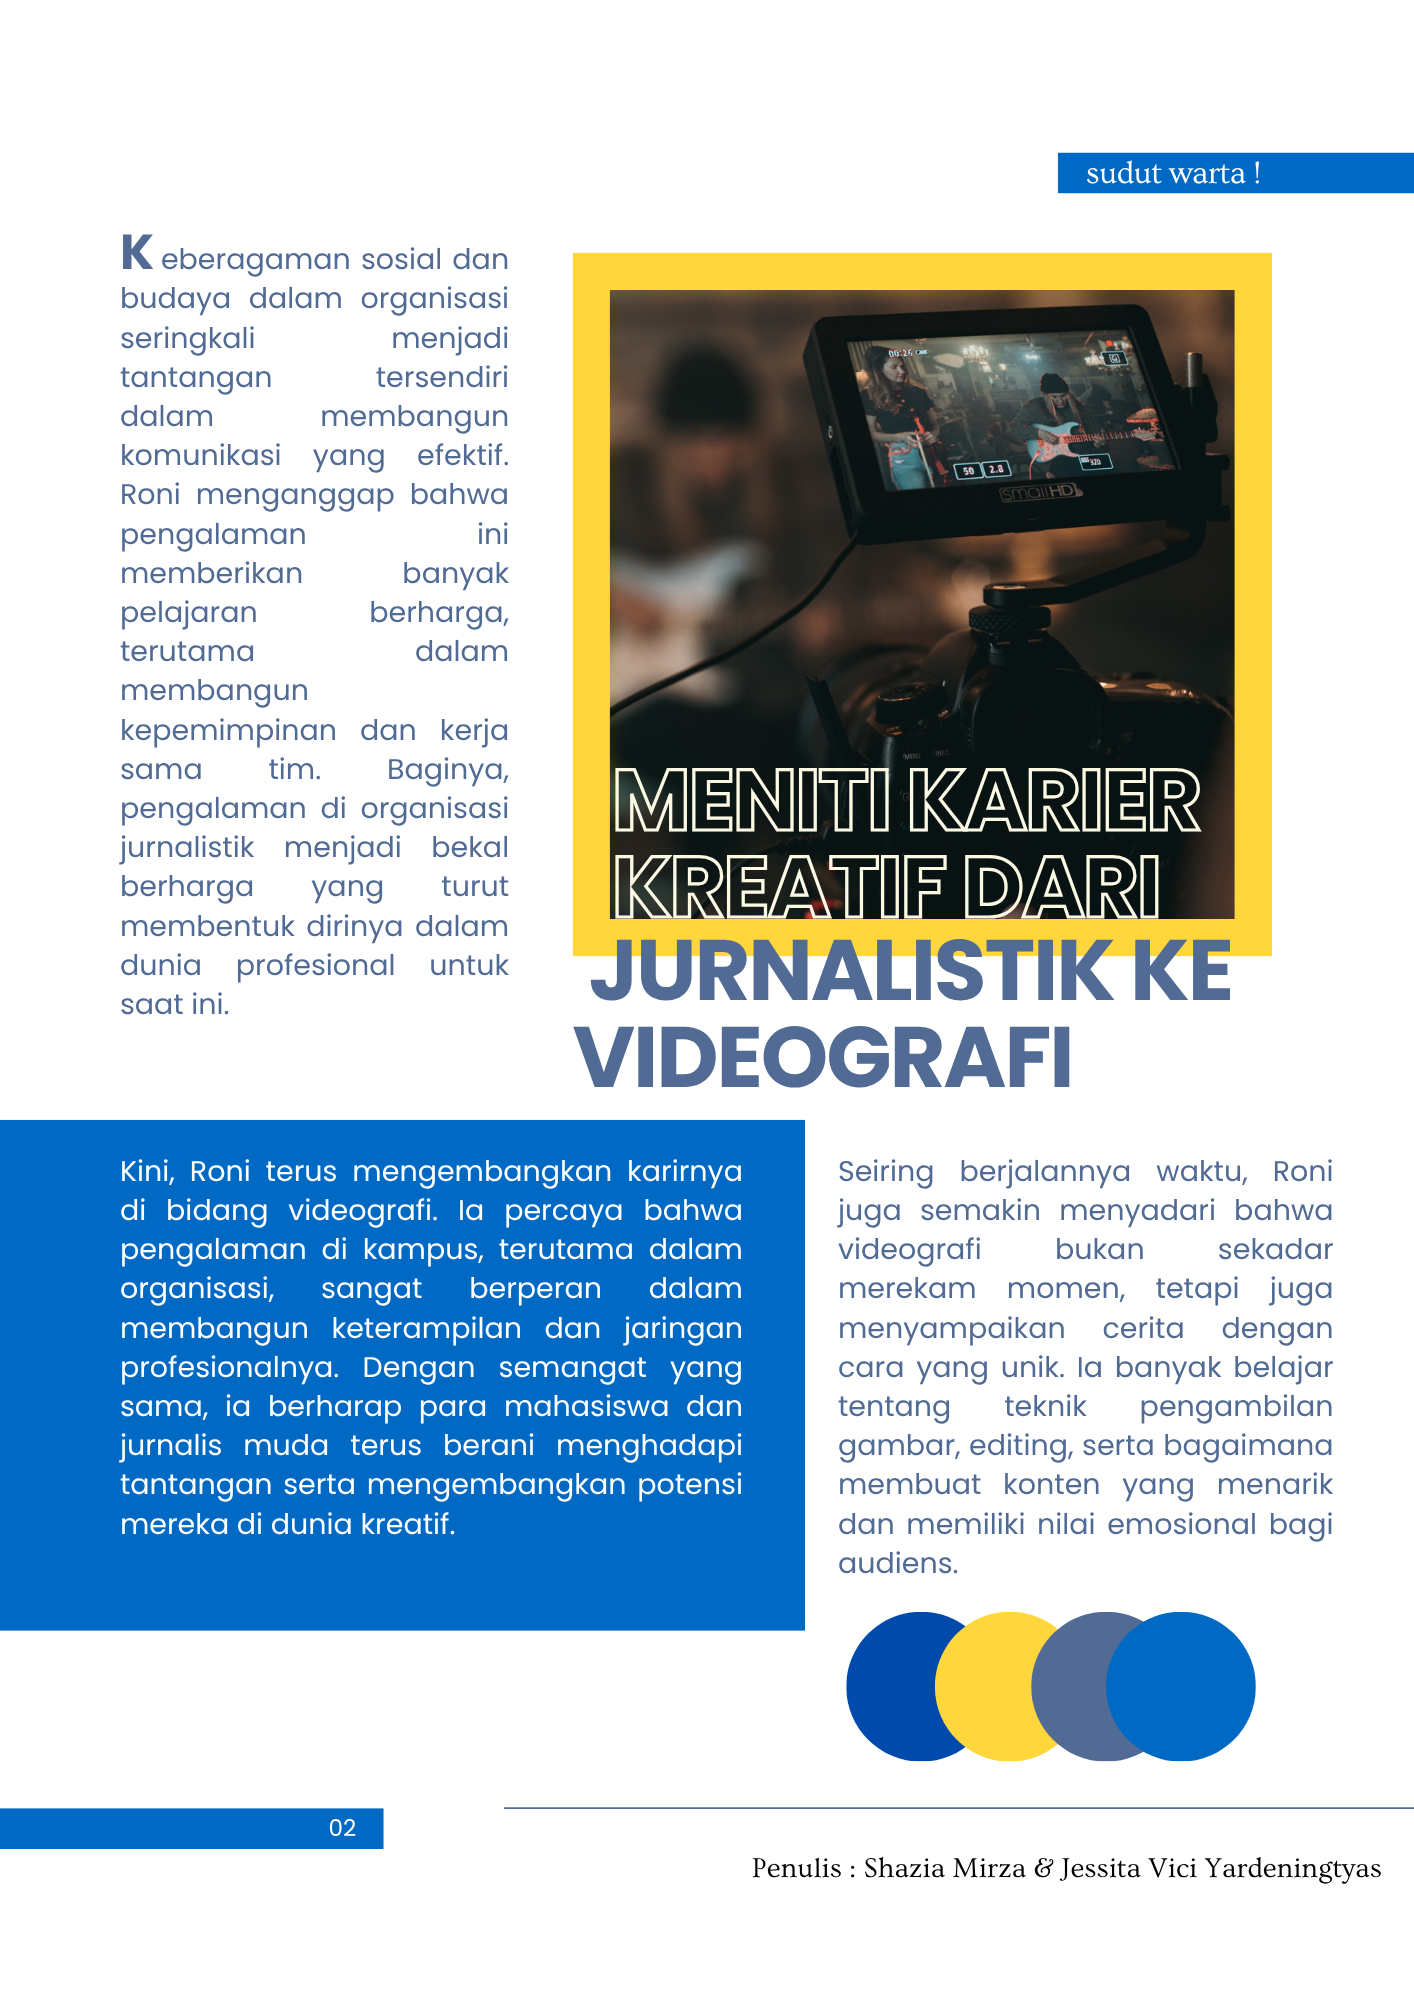 sudut warta !
Keberagaman sosial dan
budaya dalam organisasi
seringkali menjadi
tantangan tersendiri
dalam membangun
komunikasi yang efektif.
Roni menganggap bahwa
pengalaman ini
memberikan banyak
pelajaran berharga,
terutama dalam
membangun
kepemimpinan dan kerja
sama tim. Baginya,
pengalaman di organisasi
jurnalistik menjadi bekal
berharga yang turut
membentuk dirinya dalam
dunia profesional untuk
saat ini.
00:26
50 2.8
smallHD
MENU INFO
MENITI KARIER
KREATIF DARI
JURNALISTIK KE
VIDEOGRAFI
Kini, Roni terus mengembangkan karirnya
di bidang videografi. Ia percaya bahwa
pengalaman di kampus, terutama dalam
organisasi, sangat berperan dalam
membangun keterampilan dan jaringan
profesionalnya. Dengan semangat yang
sama, ia berharap para mahasiswa dan
jurnalis muda terus berani menghadapi
tantangan serta mengembangkan potensi
mereka di dunia kreatif.
Seiring berjalannya waktu, Roni
juga semakin menyadari bahwa
videografi bukan sekadar
merekam momen, tetapi juga
menyampaikan cerita dengan
cara yang unik. Ia banyak belajar
tentang teknik pengambilan
gambar, editing, serta bagaimana
membuat konten yang menarik
dan memiliki nilai emosional bagi
audiens.
02
Penulis : Shazia Mirza & Jessita Vici Yardeningtyas